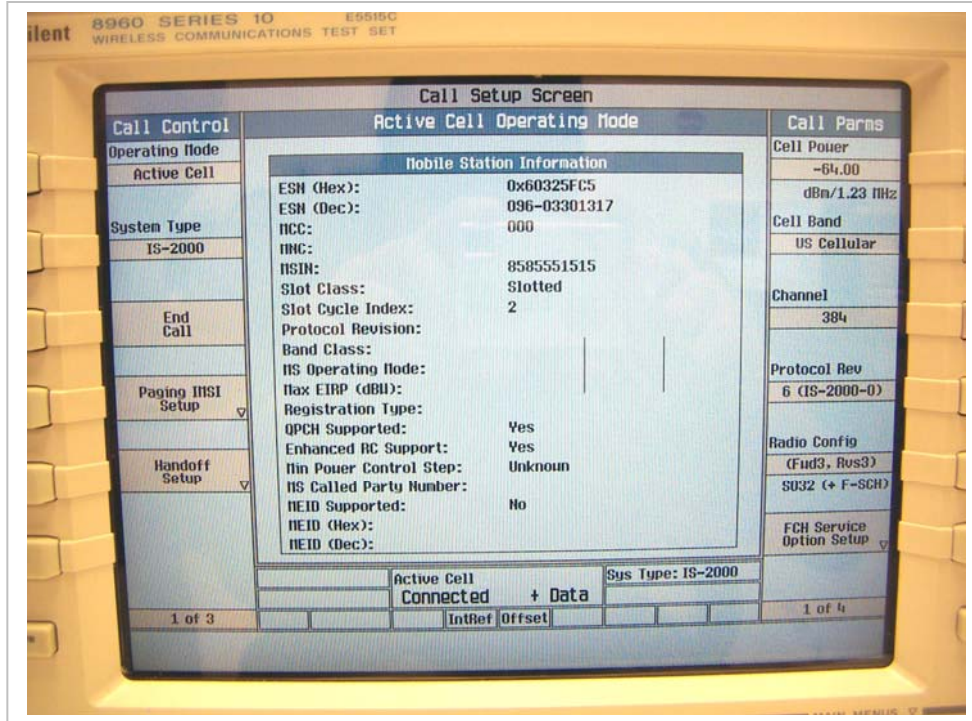 ilent 8960 SERIES 10 E5515C
WIRELESS COMMUNICATIONS TEST SET
Call Setup Screen
Call Control
Operating Mode
Active Cell
System Type
IS-2000
End
Call
Paging IMSI
Setup
Handoff
Setup
1 of 3
Active Cell Operating Mode
Mobile Station Information
ESN (Hex): 0x60325FC5
ESN (Dec): 096-03301317
MCC: 000
MNC:
MSIN: 8585551515
Slot Class: Slotted
Slot Cycle Index: 2
Protocol Revision:
Band Class:
MS Operating Mode:
Max EIRP (dBW):
Registration Type:
QPCH Supported: Yes
Enhanced RC Support: Yes
Min Power Control Step: Unknown
MS Called Party Number:
MEID Supported: No
MEID (Hex):
MEID (Dec):
Active Cell
Sys Type: IS-2000
Connected + Data
IntRef Offset
Call Parms
Cell Power
-64.00
dBm/1.23 MHz
Cell Band
US Cellular
Channel
384
Protocol Rev
6 (IS-2000-0)
Radio Config
(Fwd3, Rvs3)
SO32 (+ F-SCH)
FCH Service
Option Setup
1 of 4
MAIN MENUS